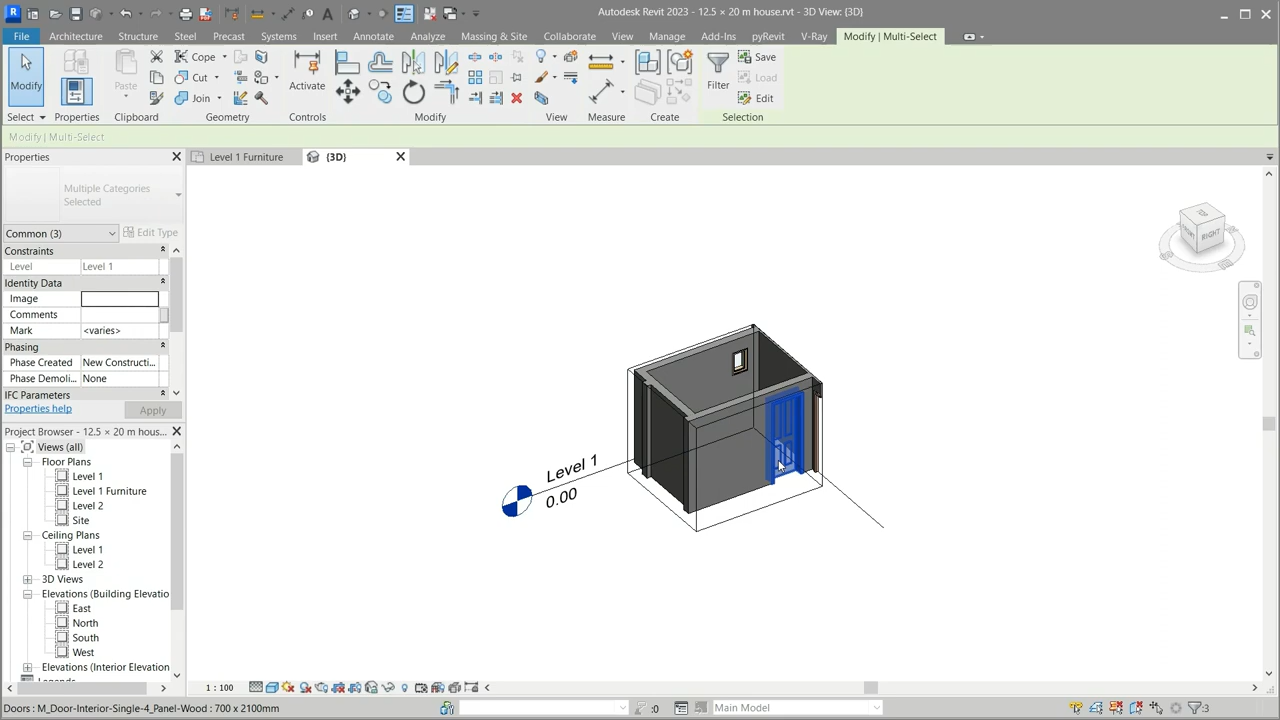 Autodesk Revit 2023 - 12.5 × 20 m house.rvt - 3D View: {3D}
File Architecture Structure Steel Precast Systems Insert Annotate Analyze Massing & Site Collaborate View Manage Add-Ins pyRevit V-Ray Modify | Multi-Select
Modify
Paste
Cope
Cut
Join
Activate
Filter
Save
Load
Edit
Select Properties Clipboard Geometry Controls Modify View Measure Create Selection
Modify | Multi-Select
Properties
Level 1 Furniture
{3D}
Multiple Categories
Selected
Common (3)
Edit Type
Constraints
Level Level 1
Identity Data
Image
Comments
Mark <varies>
Phasing
Phase Created New Constructi...
Phase Demoli... None
IFC Parameters
Properties help
Apply
Project Browser - 12.5 × 20 m hous...
Views (all)
Floor Plans
Level 1
Level 1 Furniture
Level 2
Site
Ceiling Plans
Level 1
Level 2
3D Views
Elevations (Building Elevatio
East
North
South
West
Elevations (Interior Elevation
Level 1
0.00
TOP
FRONT
RIGHT
1 : 100
Doors : M_Door-Interior-Single-4_Panel-Wood : 700 x 2100mm
:0
Main Model
:3